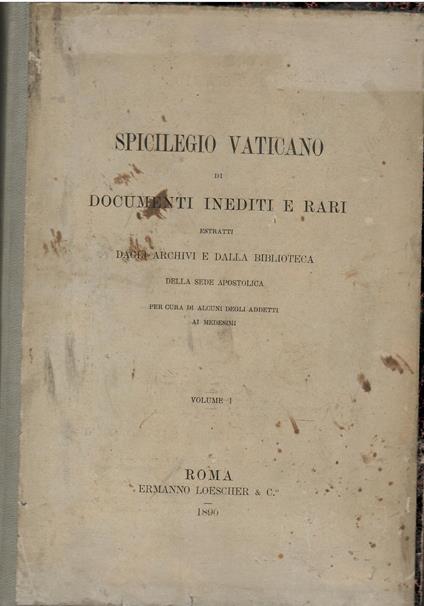 SPICILEGIO VATICANO
DI
DOCUMENTI INEDITI E RARI
ESTRATTI
DAGLI ARCHIVI E DALLA BIBLIOTECA
DELLA SEDE APOSTOLICA
PER CURA DI ALCUNI DEGLI ADDETTI
AI MEDESIMI
VOLUME I
ROMA
ERMANNO LOESCHER & C.º
1890